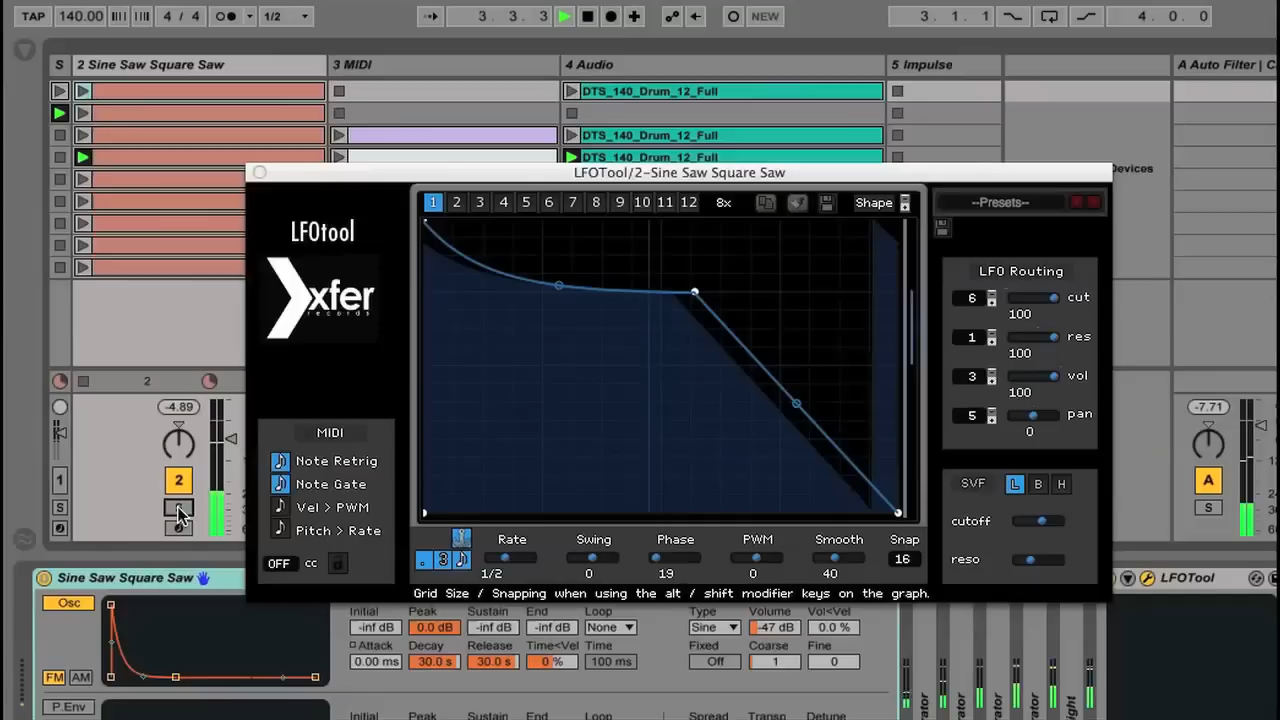 TAP 140.00 4 / 4 1/2 3. 3. 3 NEW 3. 1. 1 4. 0. 0
S 2 Sine Saw Square Saw 3 MIDI 4 Audio 5 Impulse A Auto Filter | C
DTS_140_Drum_12_Full
DTS_140_Drum_12_Full
DTS_140_Drum_12_Full
Devices
LFOTool/2-Sine Saw Square Saw
1 2 3 4 5 6 7 8 9 10 11 12 8x Shape --Presets--
LFOtool
xfer
records
LFO Routing
6 cut
100
1 res
100
3 vol
100
5 pan
0
2
-4.89
-7.71
1 2
S
A
S
MIDI
Note Retrig
Note Gate
Vel > PWM
Pitch > Rate
OFF cc
SVF L B H
cutoff
reso
Rate Swing Phase PWM Smooth Snap
. 3 16
1/2 0 19 0 40
Grid Size / Snapping when using the alt / shift modifier keys on the graph.
Sine Saw Square Saw LFOTool
Osc
FM AM
P.Env
Initial Peak Sustain End Loop Type Volume Vol<Vel
-inf dB 0.0 dB -inf dB -inf dB None Sine -47 dB 0.0 %
Attack Decay Release Time<Vel Repeat Fixed Coarse Fine
0.00 ms 30.0 s 30.0 s 0 % 100 ms Off 1 0
Initial Peak Sustain End Loop Spread Transp Detune